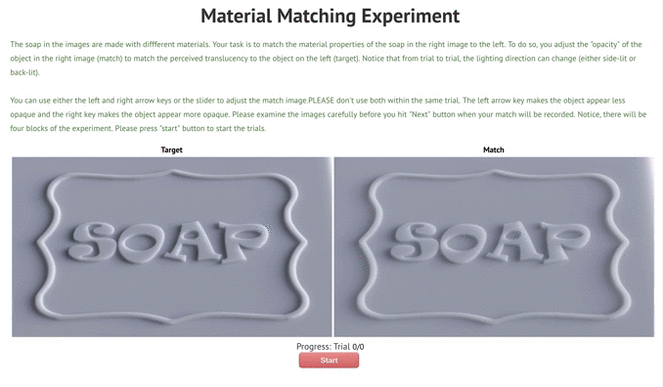 Material Matching Experiment
The soap in the images are made with diffferent materials. Your task is to match the material properties of the soap in the right image to the left. To do so, you adjust the "opacity" of the
object in the right image (match) to match the perceived translucency to the object on the left (target). Notice that from trial to trial, the lighting direction can change (either side-lit or
back-lit).
You can use either the left and right arrow keys or the slider to adjust the match image.PLEASE don't use both within the same trial. The left arrow key makes the object appear less
opaque and the right key makes the object appear more opaque. Please examine the images carefully before you hit "Next" button when your match will be recorded. Notice, there will be
four blocks of the experiment. Please press "start" button to start the trials.
Target Match
SOAP SOAP
Progress: Trial 0/0
Start